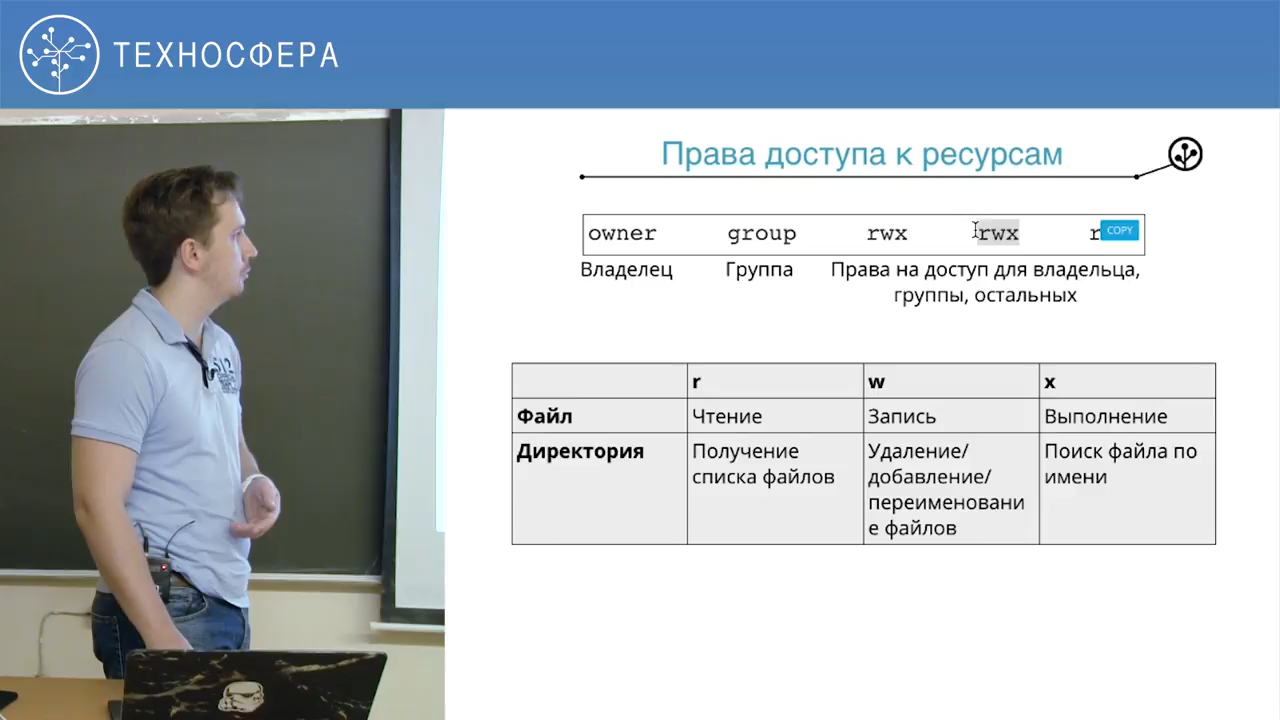 ТЕХНОСФЕРА
Права доступа к ресурсам
owner group rwx rwx r
COPY
Владелец Группа Права на доступ для владельца,
группы, остальных
r w x
Файл Чтение Запись Выполнение
Директория Получение Удаление/ Поиск файла по
списка файлов добавление/ имени
переименовани
е файлов
512